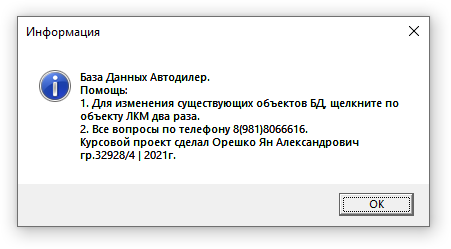 Информация
База Данных Автодилер.
Помощь:
1. Для изменения существующих объектов БД, щелкните по
объекту ЛКМ два раза.
2. Все вопросы по телефону 8(981)8066616.
Курсовой проект сделал Орешко Ян Александрович
гр.32928/4 | 2021г.
ОК